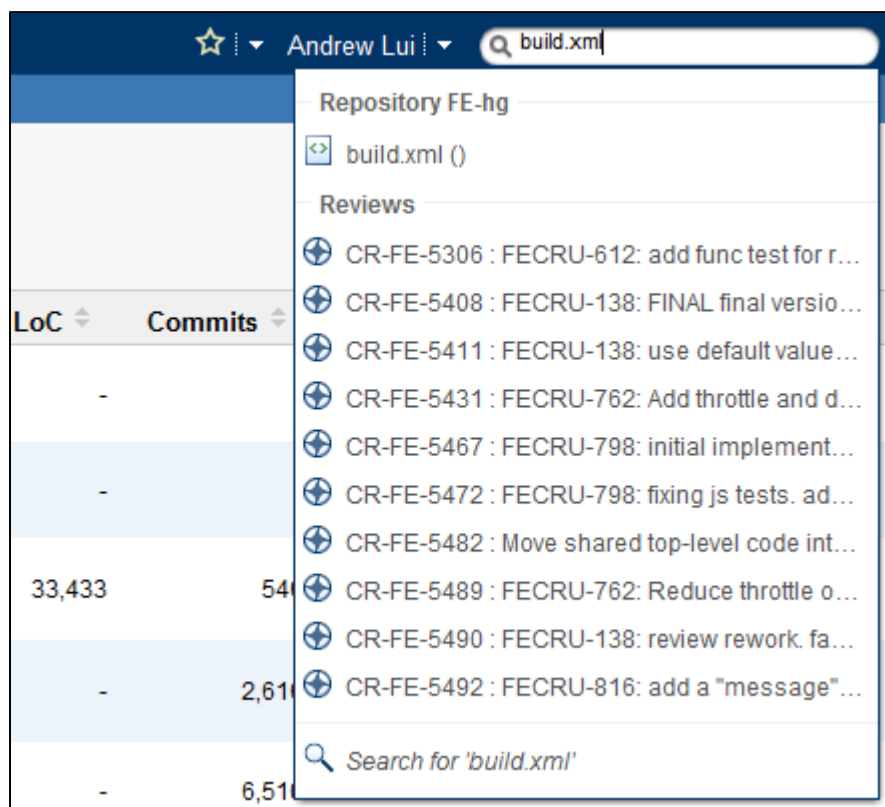 Andrew Lui
build.xml
Repository FE-hg
build.xml ()
Reviews
CR-FE-5306 : FECRU-612: add func test for r...
CR-FE-5408 : FECRU-138: FINAL final versio...
CR-FE-5411 : FECRU-138: use default value...
CR-FE-5431 : FECRU-762: Add throttle and d...
CR-FE-5467 : FECRU-798: initial implement...
CR-FE-5472 : FECRU-798: fixing js tests. ad...
CR-FE-5482 : Move shared top-level code int...
CR-FE-5489 : FECRU-762: Reduce throttle o...
CR-FE-5490 : FECRU-138: review rework. fa...
CR-FE-5492 : FECRU-816: add a "message"...
Search for 'build.xml'
LoC Commits
-
-
33,433
- 2,61
- 6,51